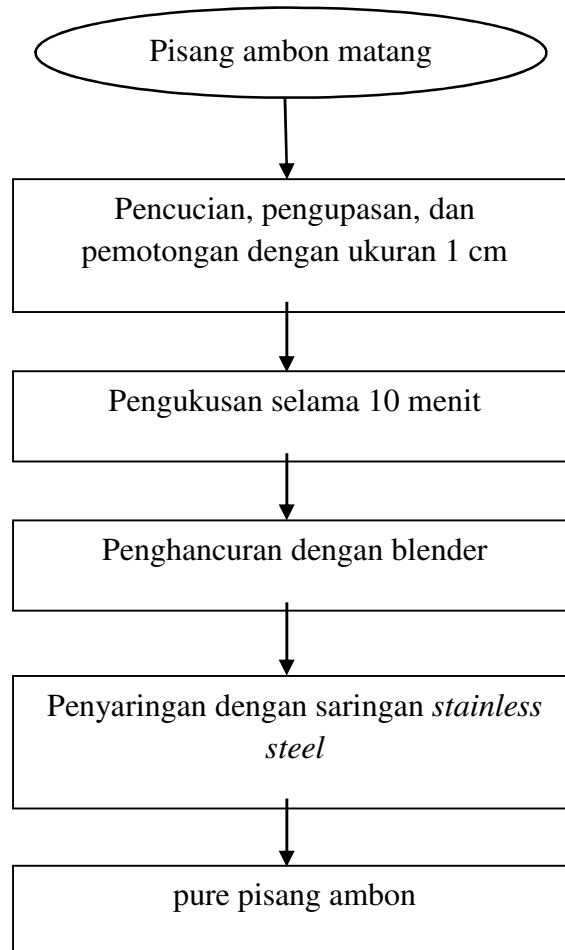 Pisang ambon matang
Pencucian, pengupasan, dan
pemotongan dengan ukuran 1 cm
Pengukusan selama 10 menit
Penghancuran dengan blender
Penyaringan dengan saringan stainless
steel
pure pisang ambon